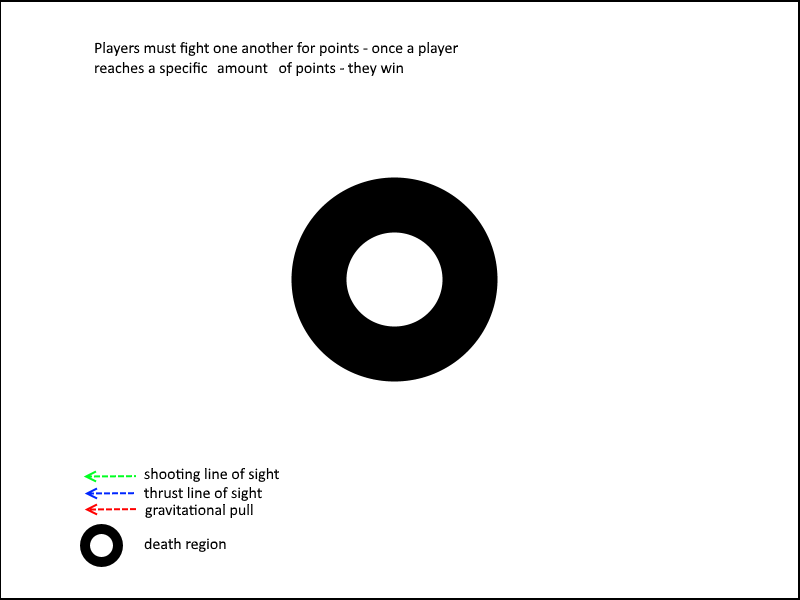 Players must fight one another for points - once a player
reaches a specific amount of points - they win
shooting line of sight
thrust line of sight
gravitational pull
death region